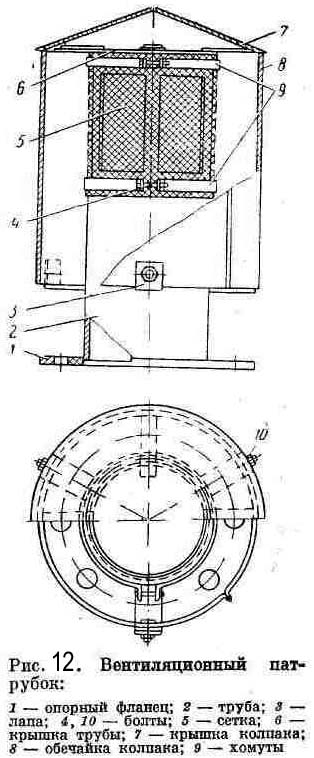 7
8
6
9
5
4
3
2
1
10
Рис. 12. Вентиляционный пат-
рубок:
1 — опорный фланец; 2 — труба; 3 —
лапа; 4, 10 — болты; 5 — сетка; 6 —
крышка трубы; 7 — крышка колпака;
8 — обечайка колпака; 9 — хомуты